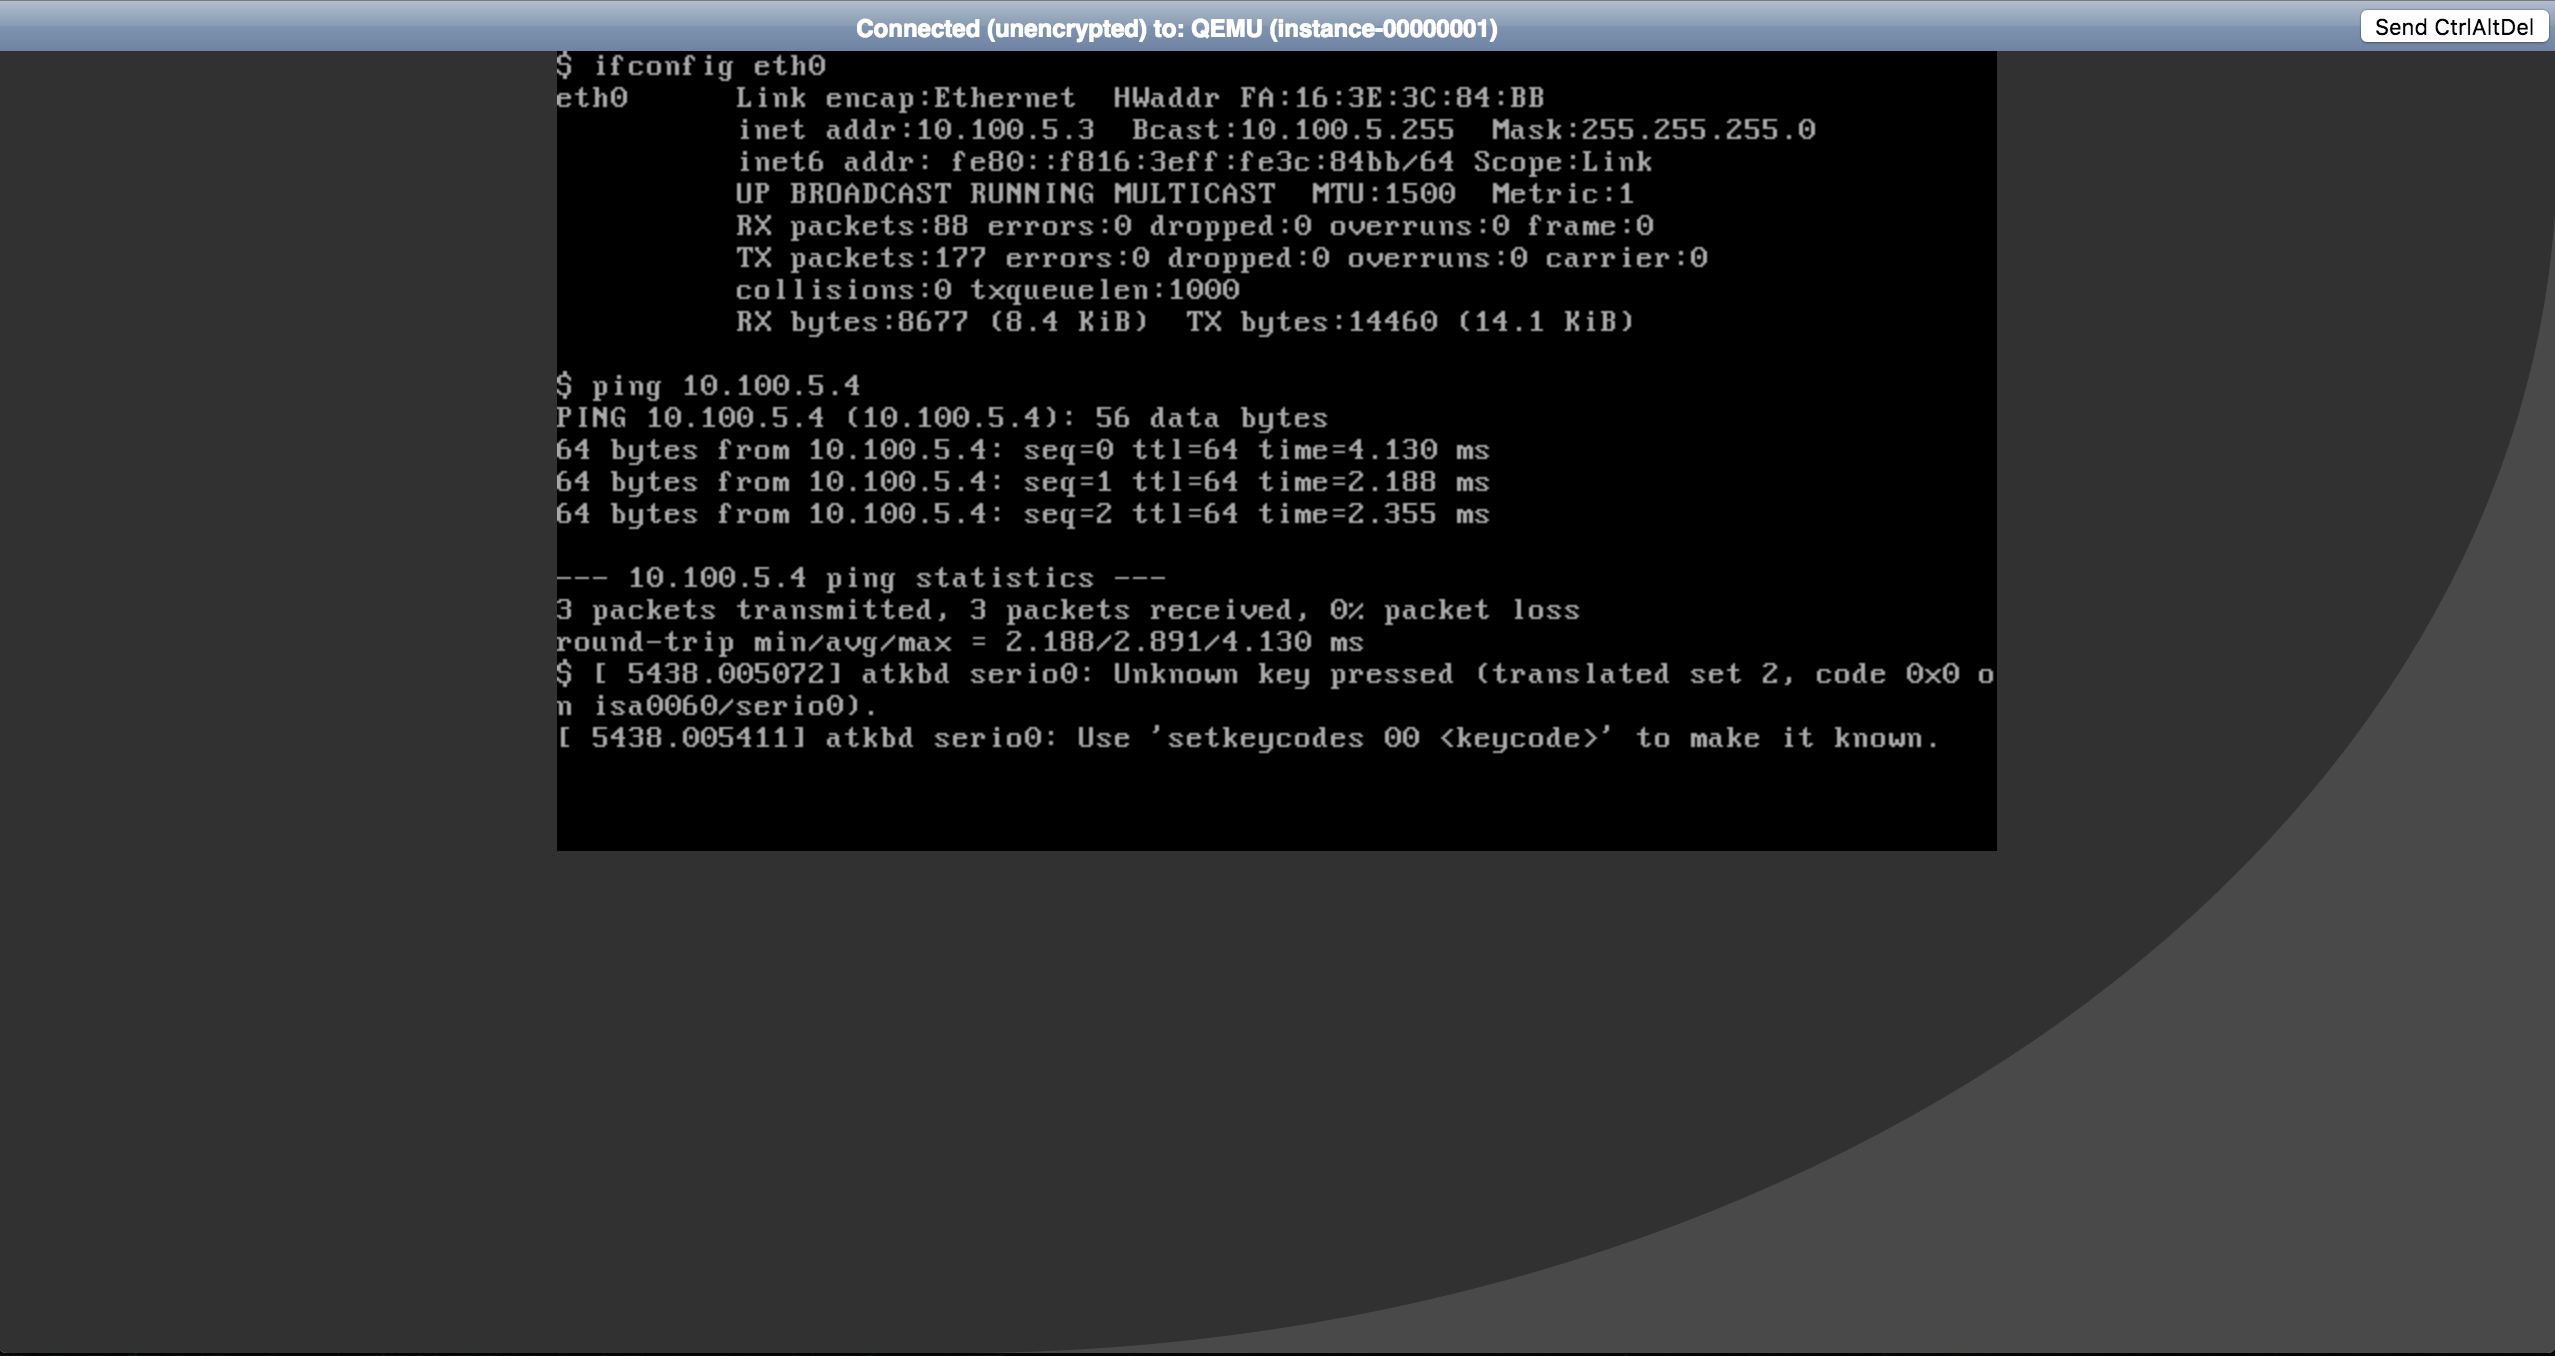 Connected (unencrypted) to: QEMU (instance-00000001)
Send CtrlAltDel
$ ifconfig eth0
eth0      Link encap:Ethernet  HWaddr FA:16:3E:3C:84:BB
          inet addr:10.100.5.3  Bcast:10.100.5.255  Mask:255.255.255.0
          inet6 addr: fe80::f816:3eff:fe3c:84bb/64 Scope:Link
          UP BROADCAST RUNNING MULTICAST  MTU:1500  Metric:1
          RX packets:88 errors:0 dropped:0 overruns:0 frame:0
          TX packets:177 errors:0 dropped:0 overruns:0 carrier:0
          collisions:0 txqueuelen:1000
          RX bytes:8677 (8.4 KiB)  TX bytes:14460 (14.1 KiB)
$ ping 10.100.5.4
PING 10.100.5.4 (10.100.5.4): 56 data bytes
64 bytes from 10.100.5.4: seq=0 ttl=64 time=4.130 ms
64 bytes from 10.100.5.4: seq=1 ttl=64 time=2.188 ms
64 bytes from 10.100.5.4: seq=2 ttl=64 time=2.355 ms
--- 10.100.5.4 ping statistics ---
3 packets transmitted, 3 packets received, 0% packet loss
round-trip min/avg/max = 2.188/2.891/4.130 ms
$ [ 5438.005072] atkbd serio0: Unknown key pressed (translated set 2, code 0x0 o
n isa0060/serio0).
[ 5438.005411] atkbd serio0: Use 'setkeycodes 00 <keycode>' to make it known.